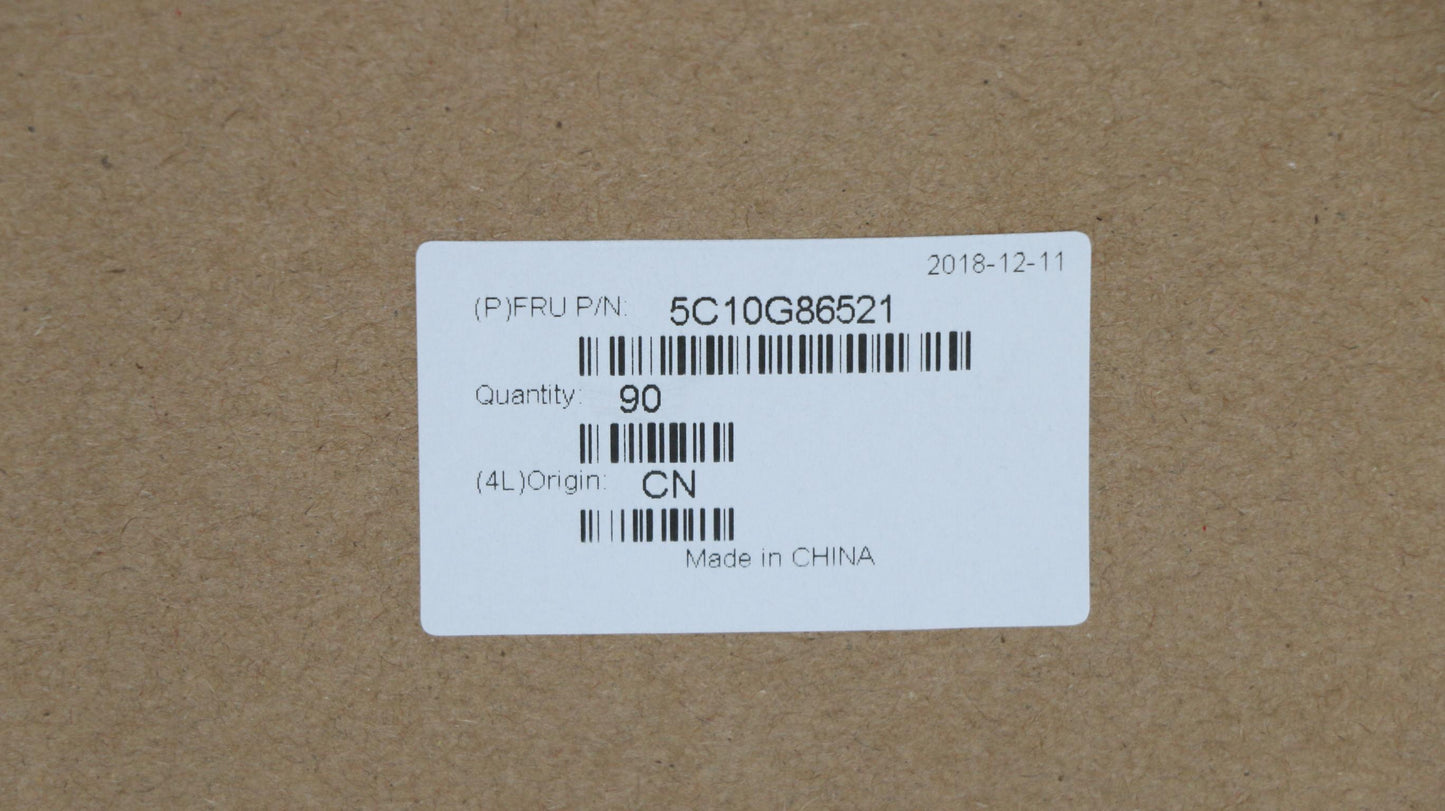 2018-12-11
(P)FRU P/N: 5C10G86521
Quantity: 90
(4L)Origin: CN
Made in CHINA